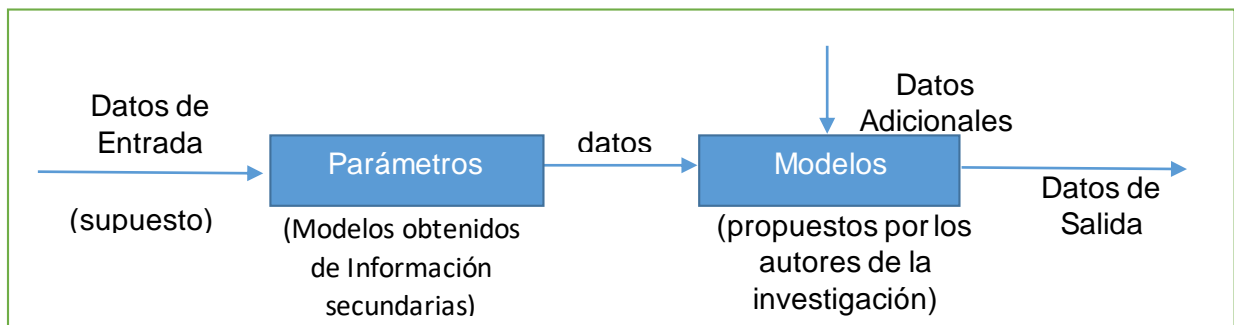 Datos de
Entrada
(supuesto)
Parámetros
(Modelos obtenidos
de Información
secundarias)
datos
Datos
Adicionales
Modelos
(propuestos por los
autores de la
investigación)
Datos de
Salida